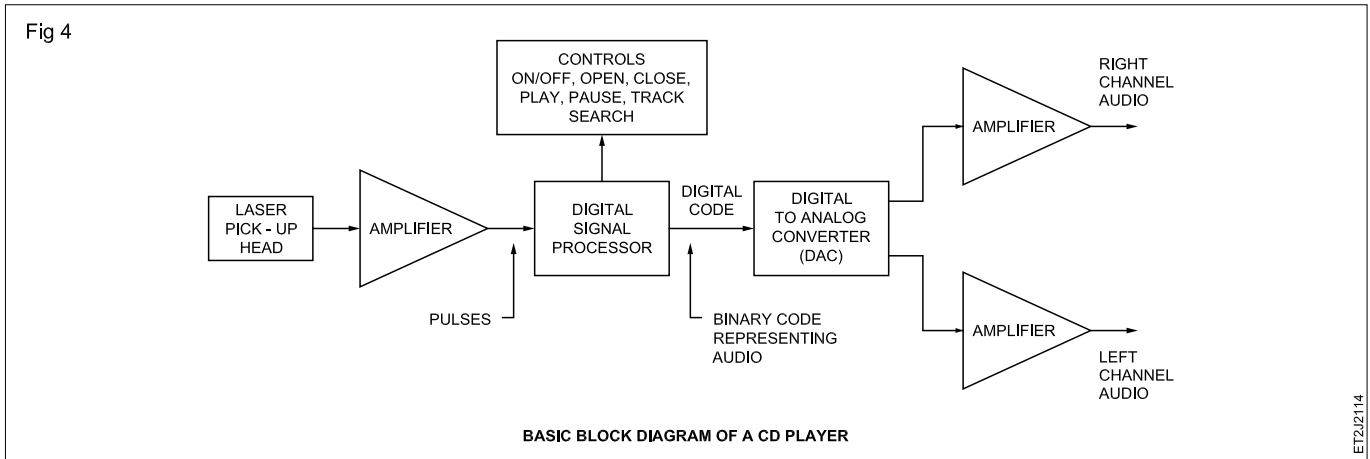 Fig 4
CONTROLS
ON/OFF, OPEN, CLOSE,
PLAY, PAUSE, TRACK
SEARCH
LASER
PICK - UP
HEAD
AMPLIFIER
PULSES
DIGITAL
SIGNAL
PROCESSOR
DIGITAL
CODE
BINARY CODE
REPRESENTING
AUDIO
DIGITAL
TO ANALOG
CONVERTER
(DAC)
AMPLIFIER
RIGHT
CHANNEL
AUDIO
AMPLIFIER
LEFT
CHANNEL
AUDIO
BASIC BLOCK DIAGRAM OF A CD PLAYER
ET2J2114